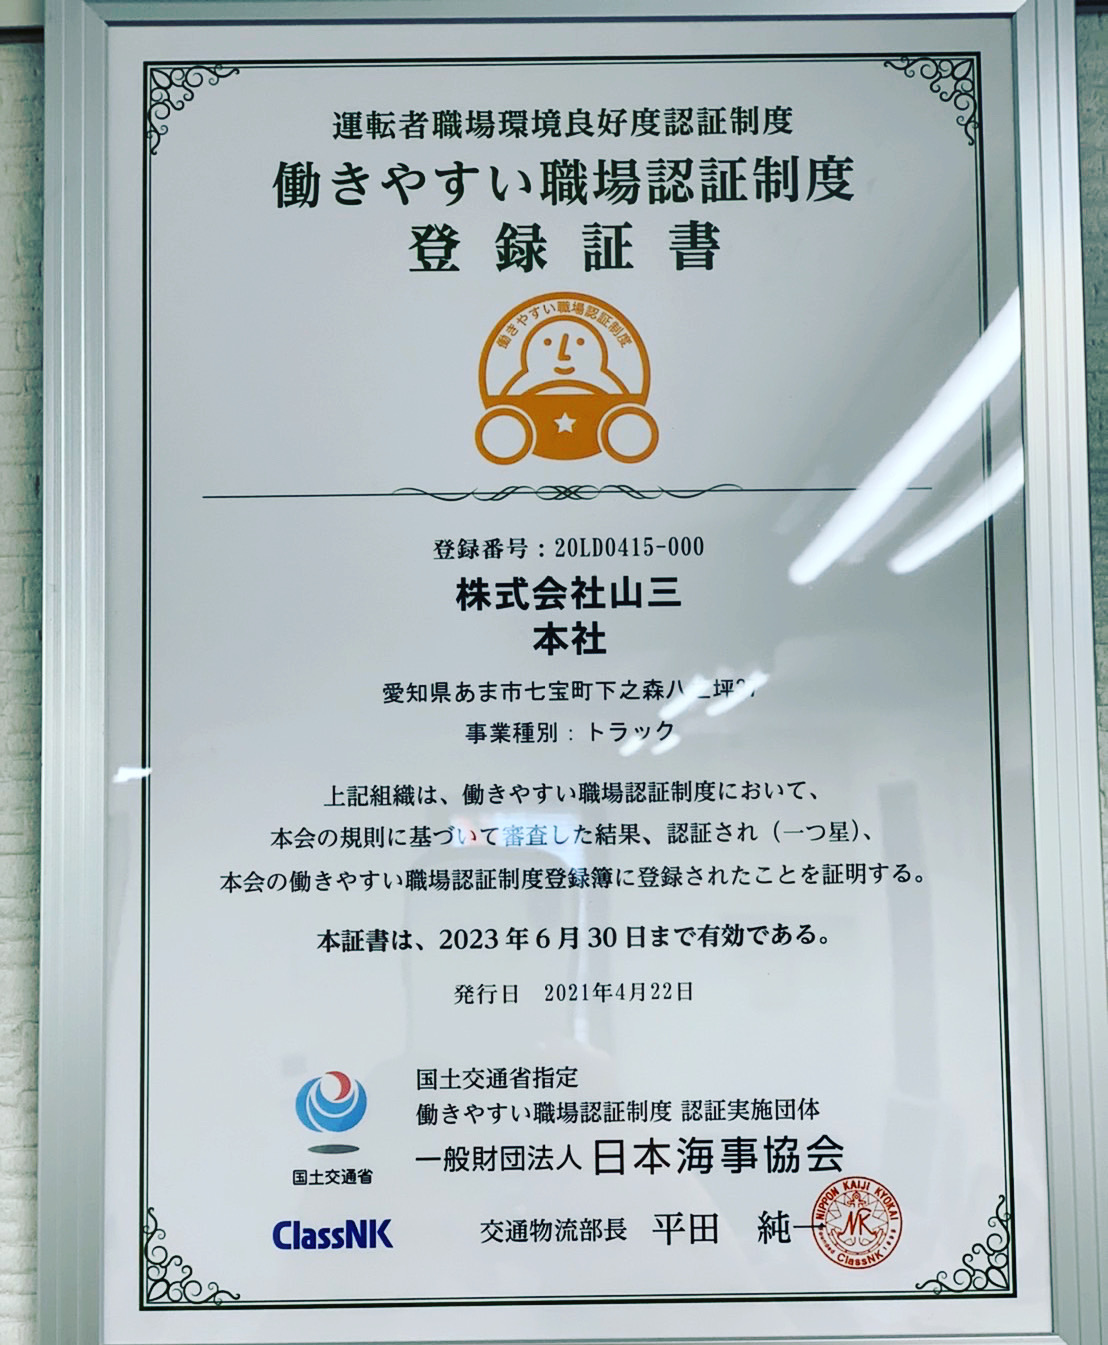 運転者職場環境良好度認証制度
働きやすい職場認証制度
登録証書
働きやすい職場認証制度
登録番号：20LD0415-000
株式会社山三
本社
愛知県あま市七宝町下之森八
事業種別：トラック
上記組織は、働きやすい職場認証制度において、
本会の規則に基づいて審査した結果、認証され（一つ星）、
本会の働きやすい職場認証制度登録簿に登録されたことを証明する。
本証書は、2023年6月30日まで有効である。
発行日　2021年4月22日
国土交通省指定
働きやすい職場認証制度 認証実施団体
一般財団法人 日本海事協会
国土交通省
ClassNK
交通物流部長　平田　純一
NIPPON KAIJI KYOKAI
NK
Founded ClassNK 1899